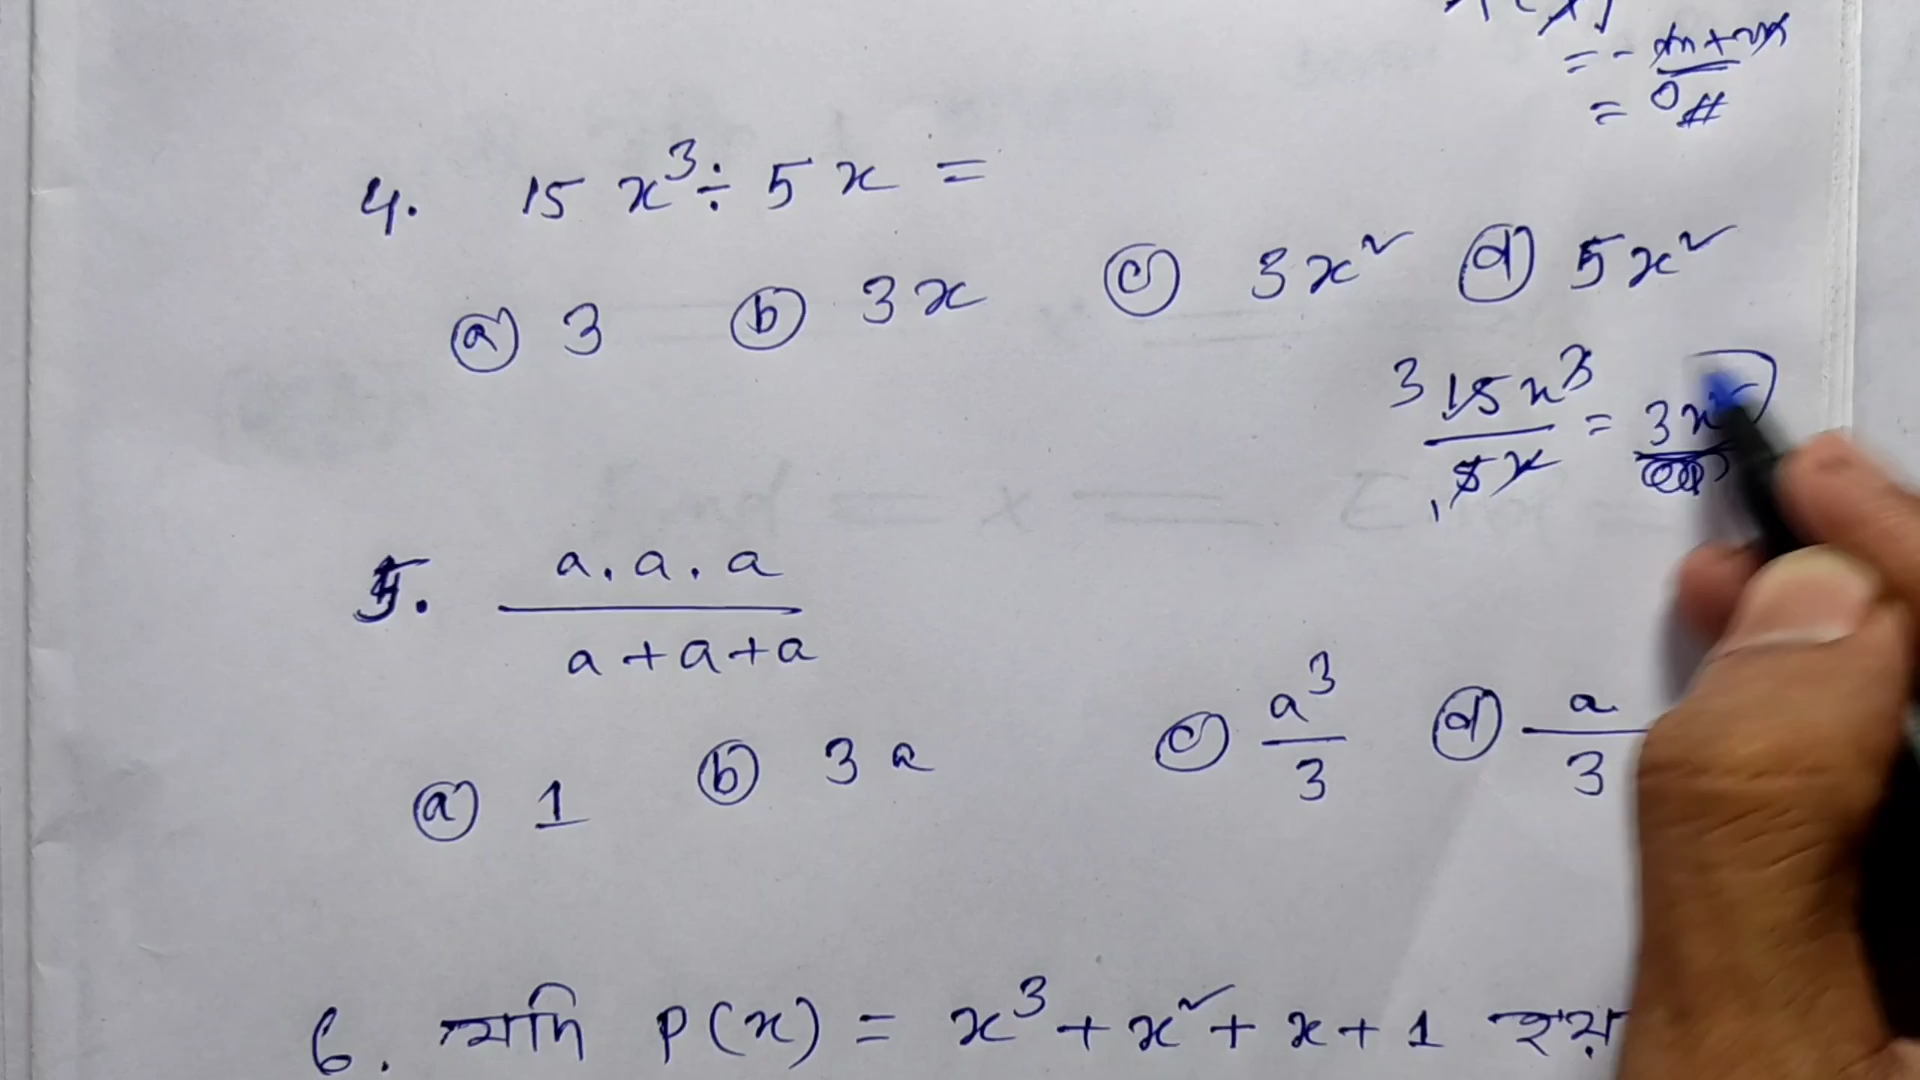 = 0 #
4. 15 x³ ÷ 5 x =
ⓐ 3 ⓑ 3x ⓒ 3x² ⓓ 5x²
3 15x³ / 5x 1 = 3x²
5. a . a . a
a + a + a
ⓐ 1 ⓑ 3a ⓒ a³/3 ⓓ a/3
6. যদি P(x) = x³ + x² + x + 1 হয়